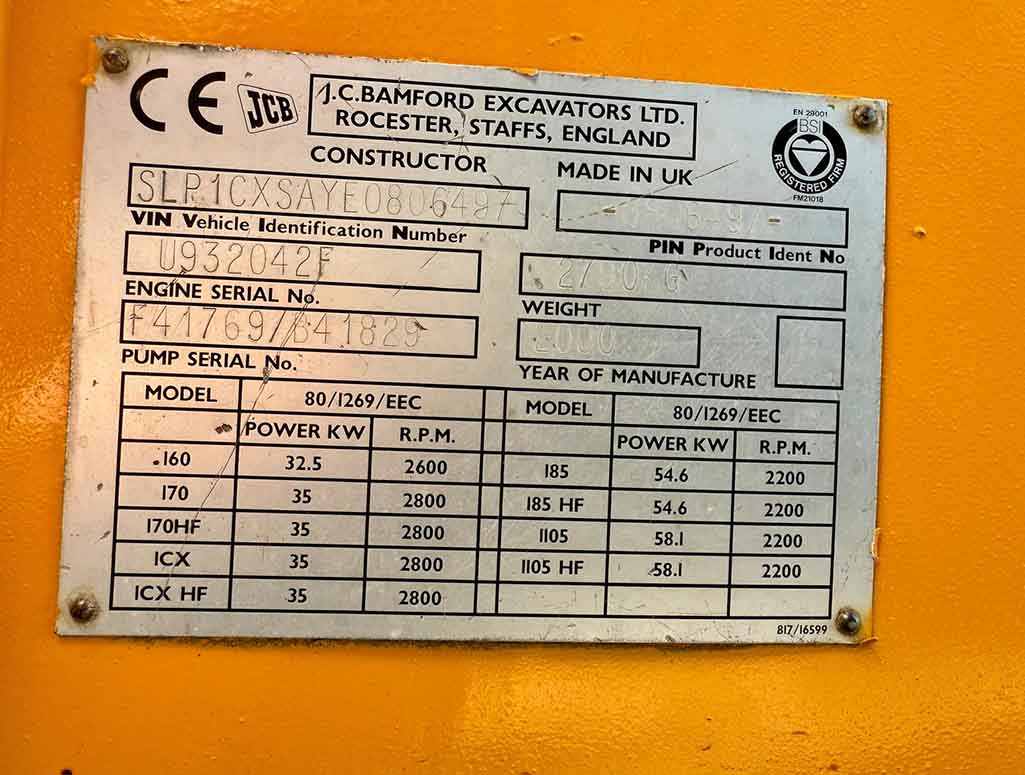 CE JCB J.C.BAMFORD EXCAVATORS LTD.
ROCESTER, STAFFS, ENGLAND
CONSTRUCTOR
EN 29001
BSI
REGISTERED FIRM
FM21018
MADE IN UK
SLP1CXSAYE0806497
VIN Vehicle Identification Number
PIN Product Ident No
U932042F
ENGINE SERIAL No.
WEIGHT
F41769/B41829
PUMP SERIAL No.
2000
YEAR OF MANUFACTURE
MODEL 80/1269/EEC MODEL 80/1269/EEC
POWER KW R.P.M. POWER KW R.P.M.
160 32.5 2600 185 54.6 2200
170 35 2800 185 HF 54.6 2200
170HF 35 2800 1105 58.1 2200
1CX 35 2800 1105 HF 58.1 2200
1CX HF 35 2800
817/16599